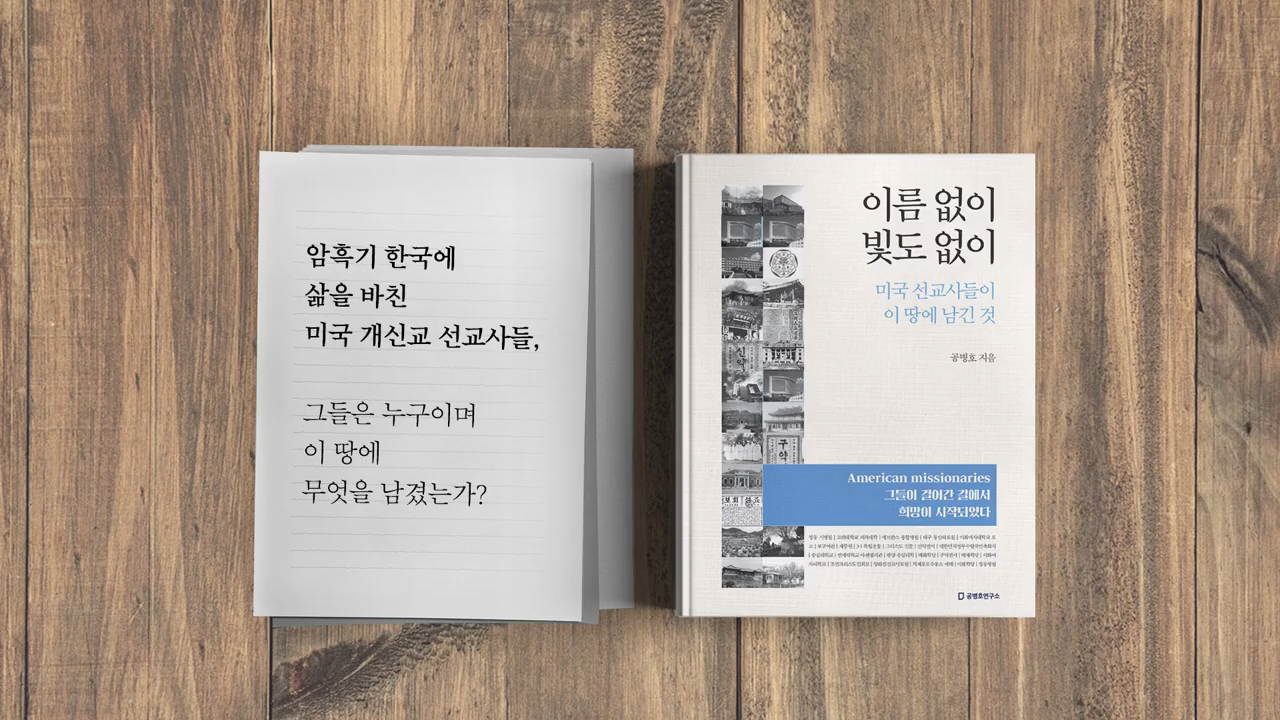 암흑기 한국에
삶을 바친
미국 개신교 선교사들,
그들은 누구이며
이 땅에
무엇을 남겼는가?
이름 없이
빛도 없이
미국 선교사들이
이 땅에 남긴 것
공병호 지음
구약
American missionaries
그들이 걸어간 길에서
희망이 시작되었다
공병호연구소